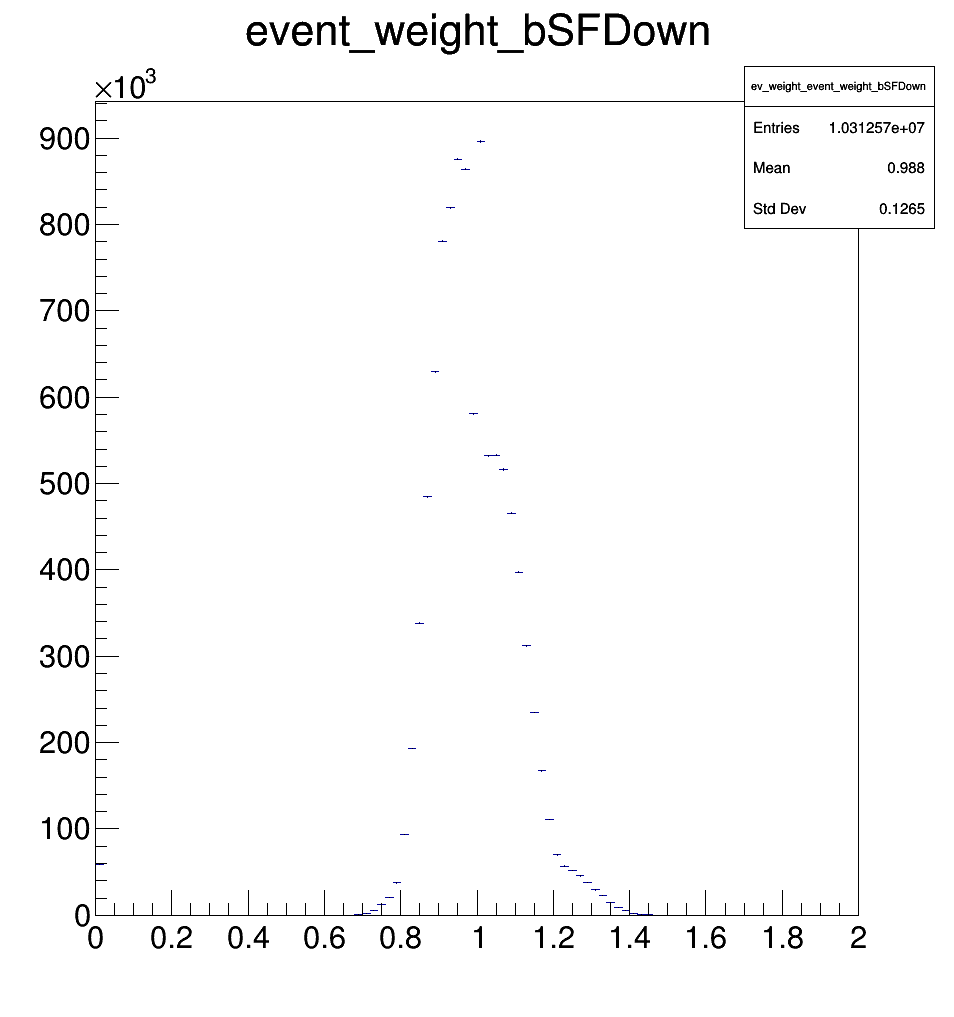 event_weight_bSFDown
×10³
ev_weight_event_weight_bSFDown
Entries 1.031257e+07
Mean 0.988
Std Dev 0.1265
900
800
700
600
500
400
300
200
100
0
0 0.2 0.4 0.6 0.8 1 1.2 1.4 1.6 1.8 2